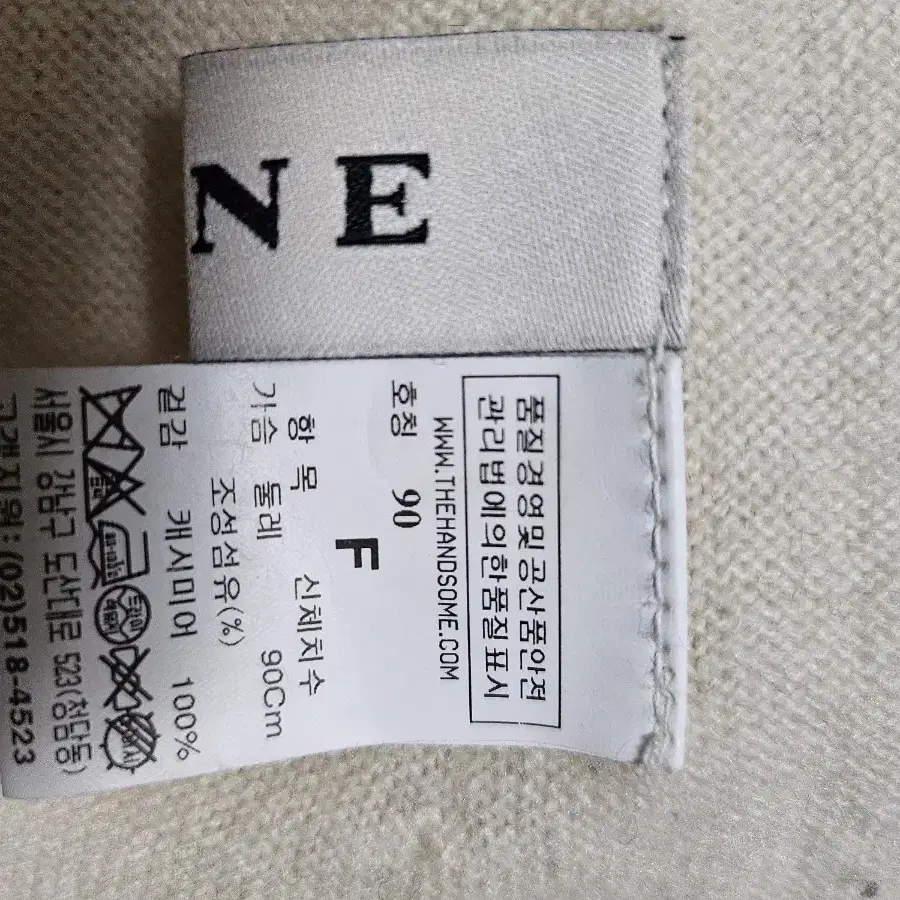 NE
품질경영및공산품안전
관리법에의한품질표시
WWW.THEHANDSOME.COM
호칭 90
F
항 목 신체치수
가슴 둘레 90Cm
조성섬유(%)
겉감 캐시미어 100%
서울시 강남구 도산대로 523(청담동)
고객지원:(02)518-4523